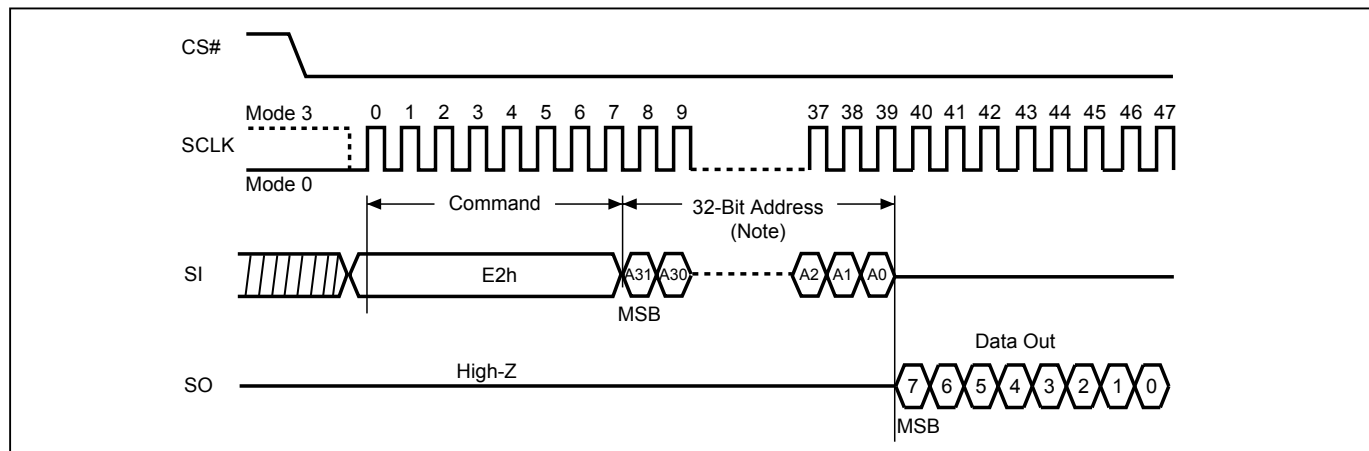 CS#
Mode 3
0 1 2 3 4 5 6 7 8 9 37 38 39 40 41 42 43 44 45 46 47
SCLK
Mode 0
Command
32-Bit Address
(Note)
SI
E2h
A31 A30 A2 A1 A0
MSB
Data Out
High-Z
SO
7 6 5 4 3 2 1 0
MSB